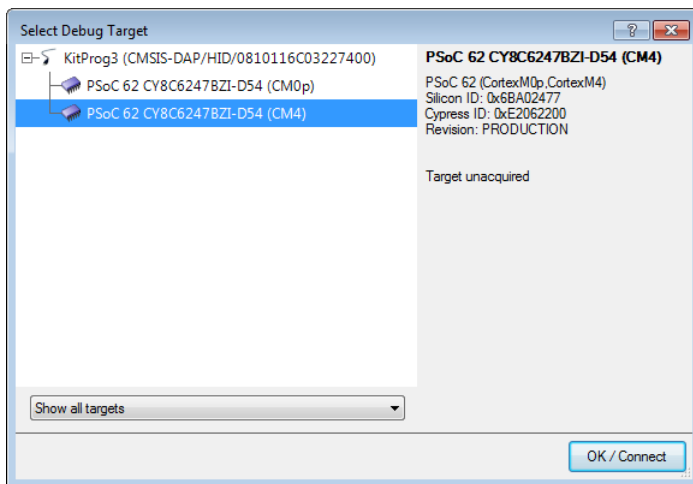 Select Debug Target
KitProg3 (CMSIS-DAP/HID/0810116C03227400)
PSoC 62 CY8C6247BZI-D54 (CM0p)
PSoC 62 CY8C6247BZI-D54 (CM4)
PSoC 62 CY8C6247BZI-D54 (CM4)
PSoC 62 (CortexM0p,CortexM4)
Silicon ID: 0x6BA02477
Cypress ID: 0xE2062200
Revision: PRODUCTION
Target unacquired
Show all targets
OK / Connect